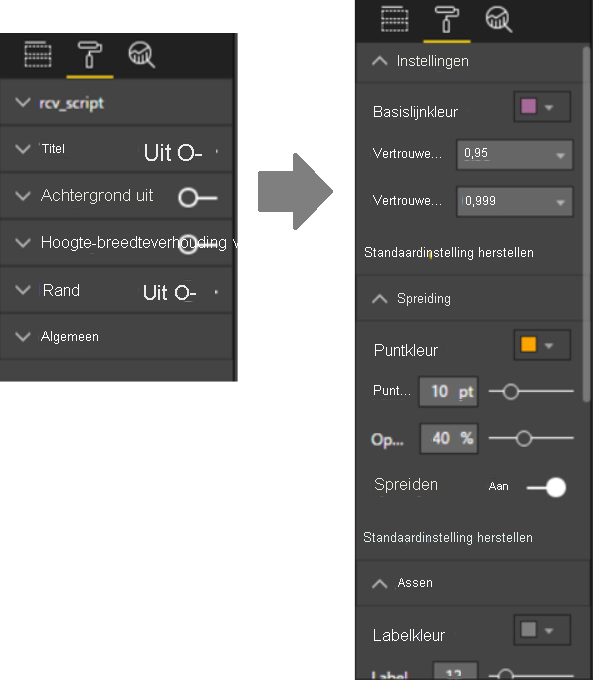 rcv_script
Titel Uit O-
Achtergrond uit
Hoogte-breedteverhouding v
Rand Uit O-
Algemeen
Instellingen
Basislijnkleur
Vertrouwe... 0,95
Vertrouwe... 0,999
Standaardinstelling herstellen
Spreiding
Puntkleur
Punt... 10 pt
Op... 40 %
Spreiden Aan
Standaardinstelling herstellen
Assen
Labelkleur
Label 12